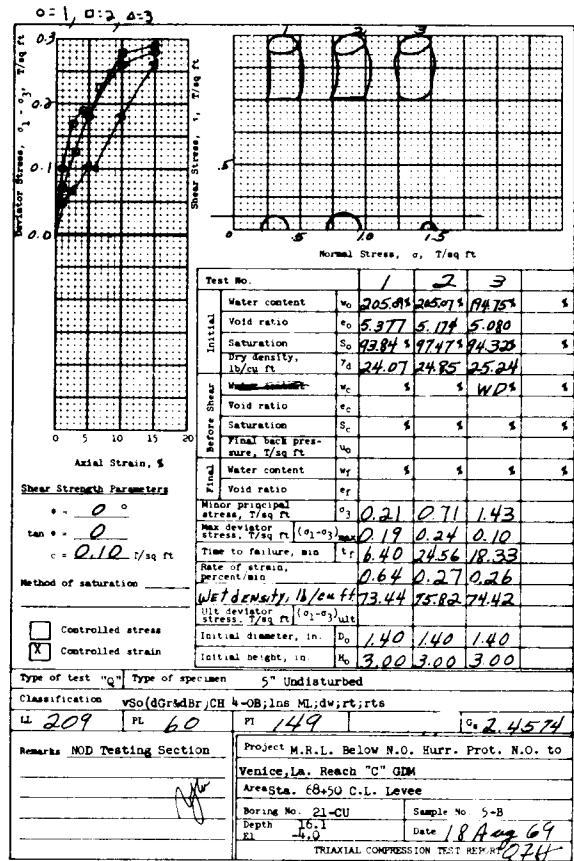 o=1, □=2, Δ=3
Deviator Stress, σ1 - σ3, T/sq ft
0.3
0.2
0.1
0.0
0 5 10 15 20
Axial Strain, %
Shear Stress, τ, T/sq ft
1 2 3
.5
0 .5 1.0 1.5
Normal Stress, σ, T/sq ft
Test No. 1 2 3
Initial
Water content wo 205.09% 205.07% 194.75% %
Void ratio eo 5.377 5.174 5.080
Saturation So 93.84% 97.47% 94.32% %
Dry density, lb/cu ft γd 24.07 24.85 25.24
Before Shear
Water content wc % % WD% %
Void ratio ec
Saturation Sc % % % %
Final back pressure, T/sq ft uo
Final
Water content wf % % % %
Void ratio ef
Minor principal stress, T/sq ft σ3 0.21 0.71 1.43
Max deviator stress, T/sq ft (σ1-σ3)max 0.19 0.24 0.10
Time to failure, min tf 6.40 24.56 18.33
Rate of strain, percent/min 0.64 0.27 0.26
Wet density, lb/cu ft 73.44 75.82 74.42
Ult deviator stress, T/sq ft (σ1-σ3)ult
Initial diameter, in. Do 1.40 1.40 1.40
Initial height, in. Ho 3.00 3.00 3.00
Shear Strength Parameters
φ = 0 °
tan φ = 0
c = 0.10 T/sq ft
Method of saturation
Controlled stress
X Controlled strain
Type of test "Q" Type of specimen 5" Undisturbed
Classification vSo(dGr&dBr)CH 4-OB;lns ML;dw;rt;rts
LL 209 PL 60 PI 149 Gs 2.4574
Remarks NOD Testing Section
Project M.R.L. Below N.O. Hurr. Prot. N.O. to
Venice,La. Reach "C" GDM
Area Sta. 68+50 C.L. Levee
Boring No. 21-CU Sample No. 5-B
Depth 16.1
El -4.0
Date 18 Aug 69
TRIAXIAL COMPRESSION TEST REPORT